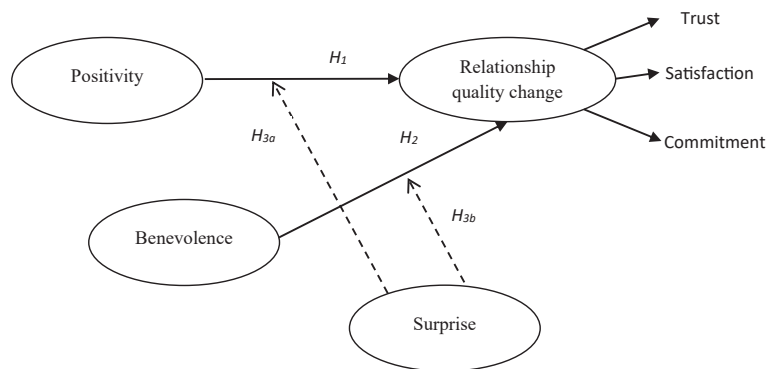 Trust
H1
Positivity
Relationship
quality change
Satisfaction
H3a
H2
Commitment
Benevolence
H3b
Surprise